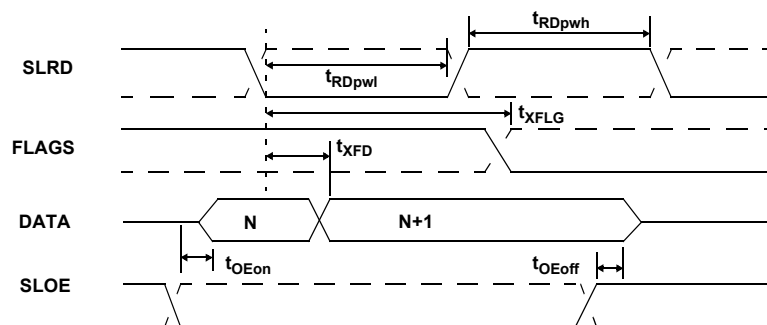 tRDpwh
SLRD
tRDpwl
tXFLG
FLAGS
tXFD
DATA
N
N+1
tOEon
tOEoff
SLOE